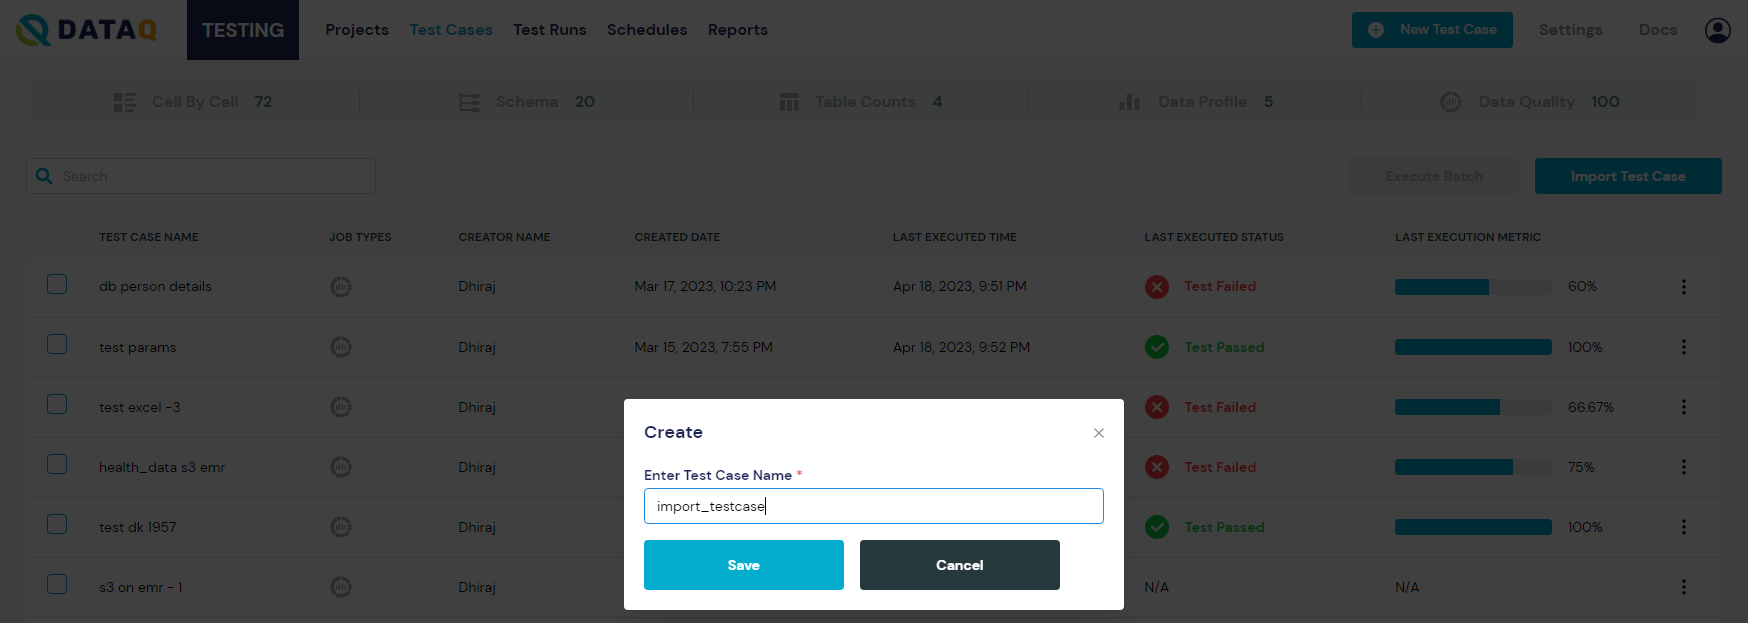 DATAQ TESTING Projects Test Cases Test Runs Schedules Reports New Test Case Settings Docs
Cell By Cell 72 Schema 20 Table Counts 4 Data Profile 5 Data Quality 100
Search Execute Batch Import Test Case
TEST CASE NAME JOB TYPES CREATOR NAME CREATED DATE LAST EXECUTED TIME LAST EXECUTED STATUS LAST EXECUTION METRIC
db person details Dhiraj Mar 17, 2023, 10:23 PM Apr 18, 2023, 9:51 PM Test Failed 60%
test params Dhiraj Mar 15, 2023, 7:55 PM Apr 18, 2023, 9:52 PM Test Passed 100%
test excel -3 Dhiraj Test Failed 66.67%
health_data s3 emr Dhiraj Test Failed 75%
test dk 1957 Dhiraj Test Passed 100%
s3 on emr - 1 Dhiraj N/A N/A
Create
Enter Test Case Name *
import_testcase
Save Cancel